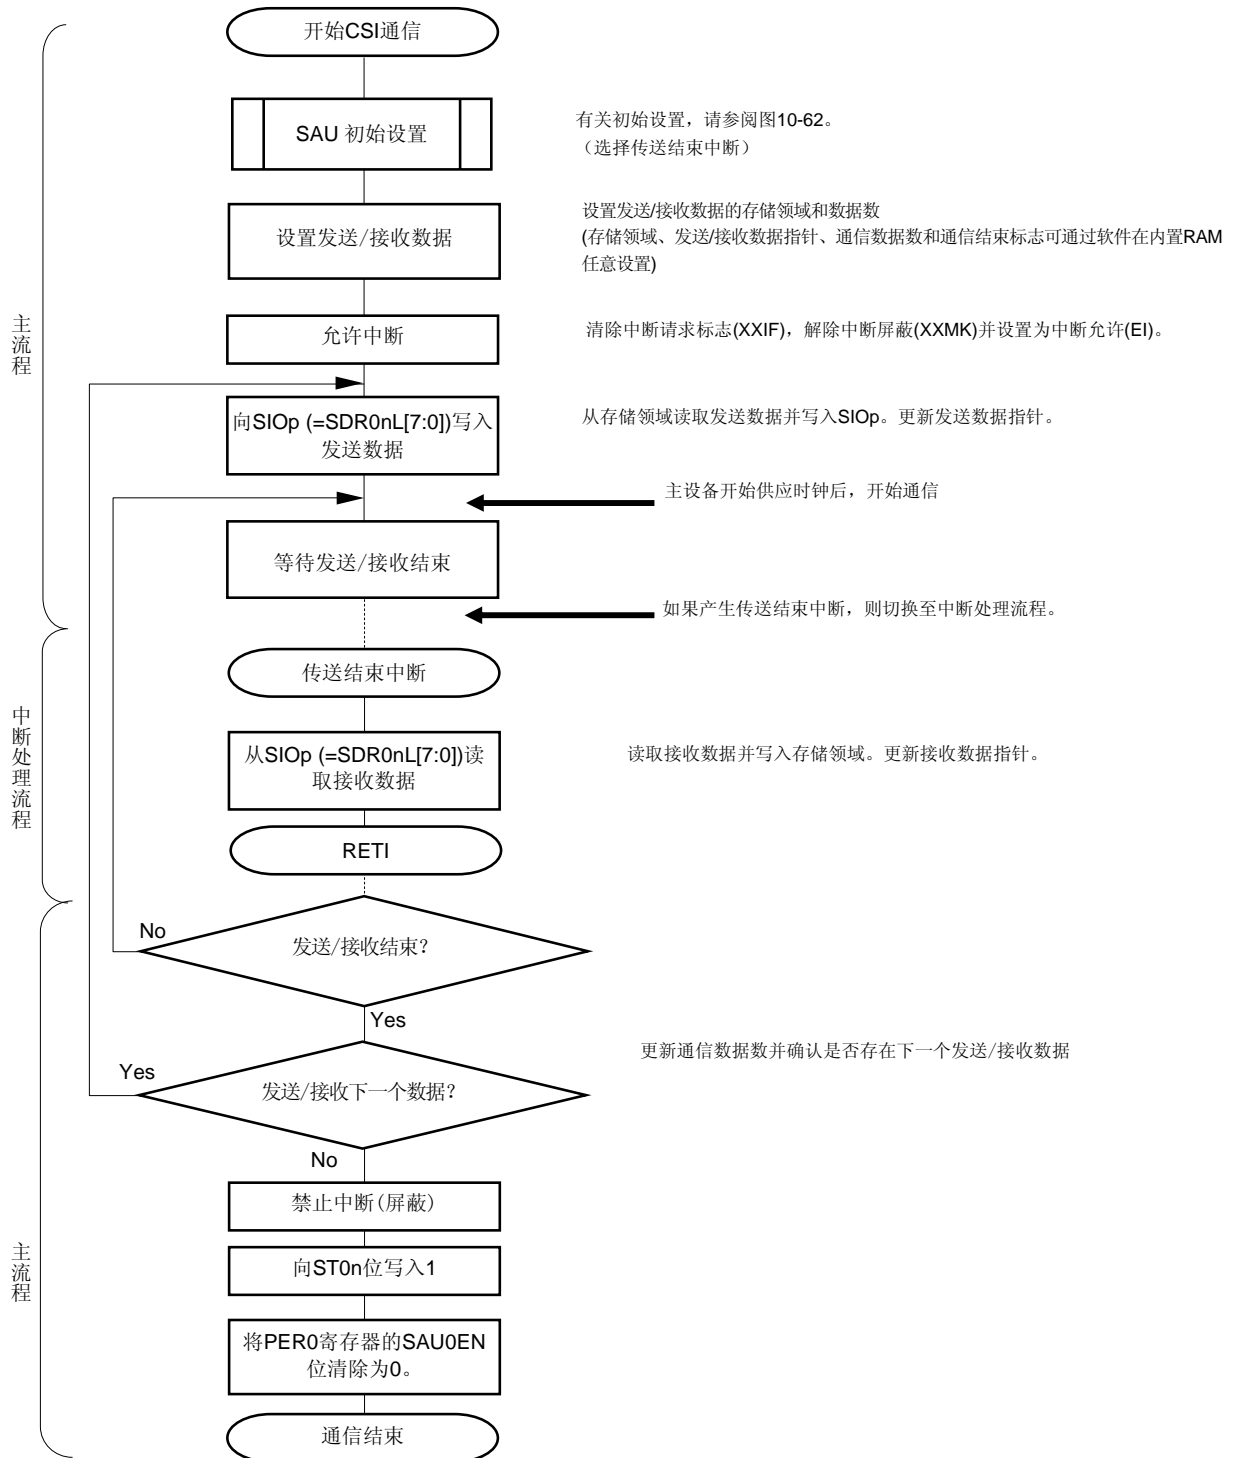 开始CSI通信
SAU 初始设置
有关初始设置，请参阅图10-62。
（选择传送结束中断）
设置发送/接收数据
设置发送/接收数据的存储领域和数据数
(存储领域、发送/接收数据指针、通信数据数和通信结束标志可通过软件在内置RAM
任意设置)
主流程
允许中断
清除中断请求标志(XXIF)，解除中断屏蔽(XXMK)并设置为中断允许(EI)。
向SIOp (=SDR0nL[7:0])写入
发送数据
从存储领域读取发送数据并写入SIOp。更新发送数据指针。
主设备开始供应时钟后，开始通信
等待发送/接收结束
如果产生传送结束中断，则切换至中断处理流程。
传送结束中断
中断处理流程
从SIOp (=SDR0nL[7:0])读
取接收数据
读取接收数据并写入存储领域。更新接收数据指针。
RETI
No
发送/接收结束？
Yes
更新通信数据数并确认是否存在下一个发送/接收数据
Yes
发送/接收下一个数据？
No
禁止中断(屏蔽)
主流程
向ST0n位写入1
将PER0寄存器的SAU0EN
位清除为0。
通信结束